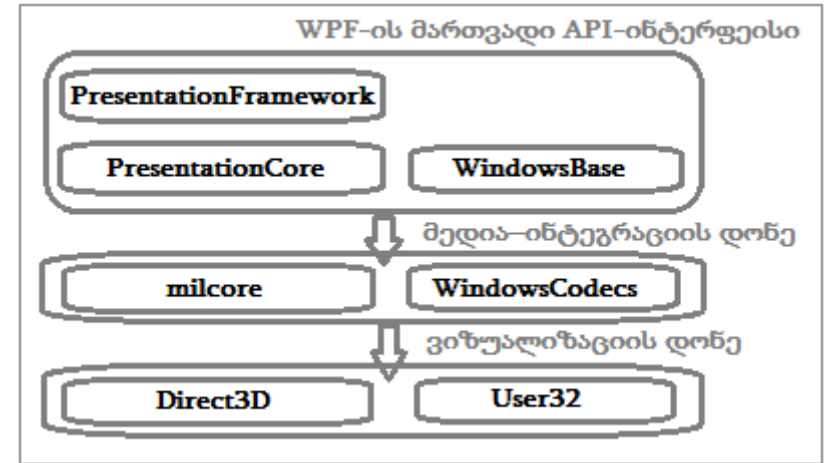 WPF-ის მართვადი API-ინტერფეისი
PresentationFramework
PresentationCore WindowsBase
მედია–ინტეგრაციის დონე
milcore WindowsCodecs
ვიზუალიზაციის დონე
Direct3D User32